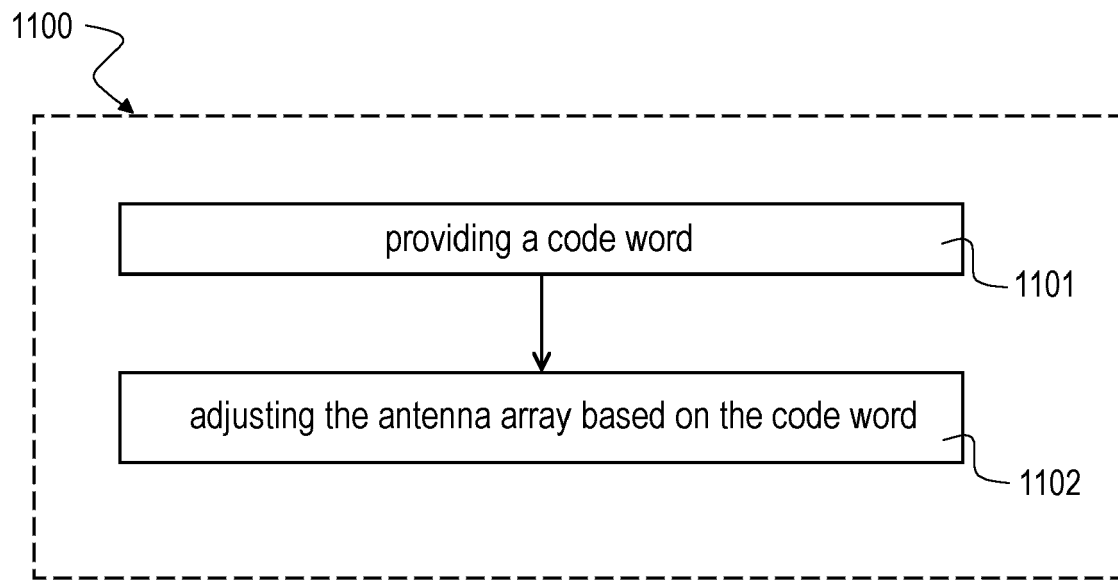 1100
providing a code word
1101
adjusting the antenna array based on the code word
1102